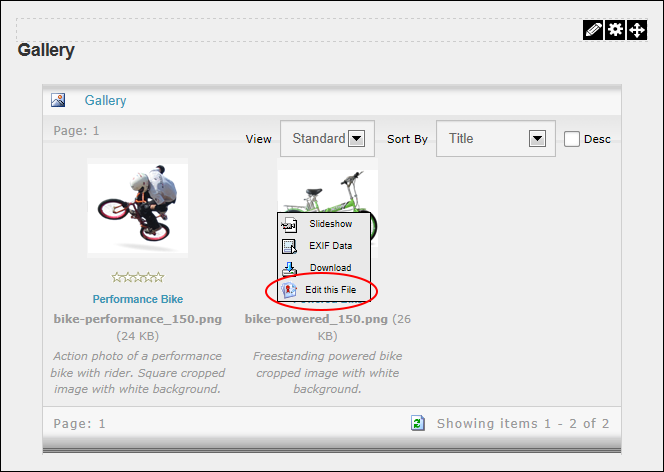 Gallery
Gallery
Page: 1
View Standard Sort By Title Desc
Slideshow
EXIF Data
Download
Edit this File
Performance Bike
bike-performance_150.png
(24 KB)
Action photo of a performance
bike with rider. Square cropped
image with white background.
bike-powered_150.png (26
KB)
Freestanding powered bike
cropped image with white
background.
Page: 1
Showing items 1 - 2 of 2